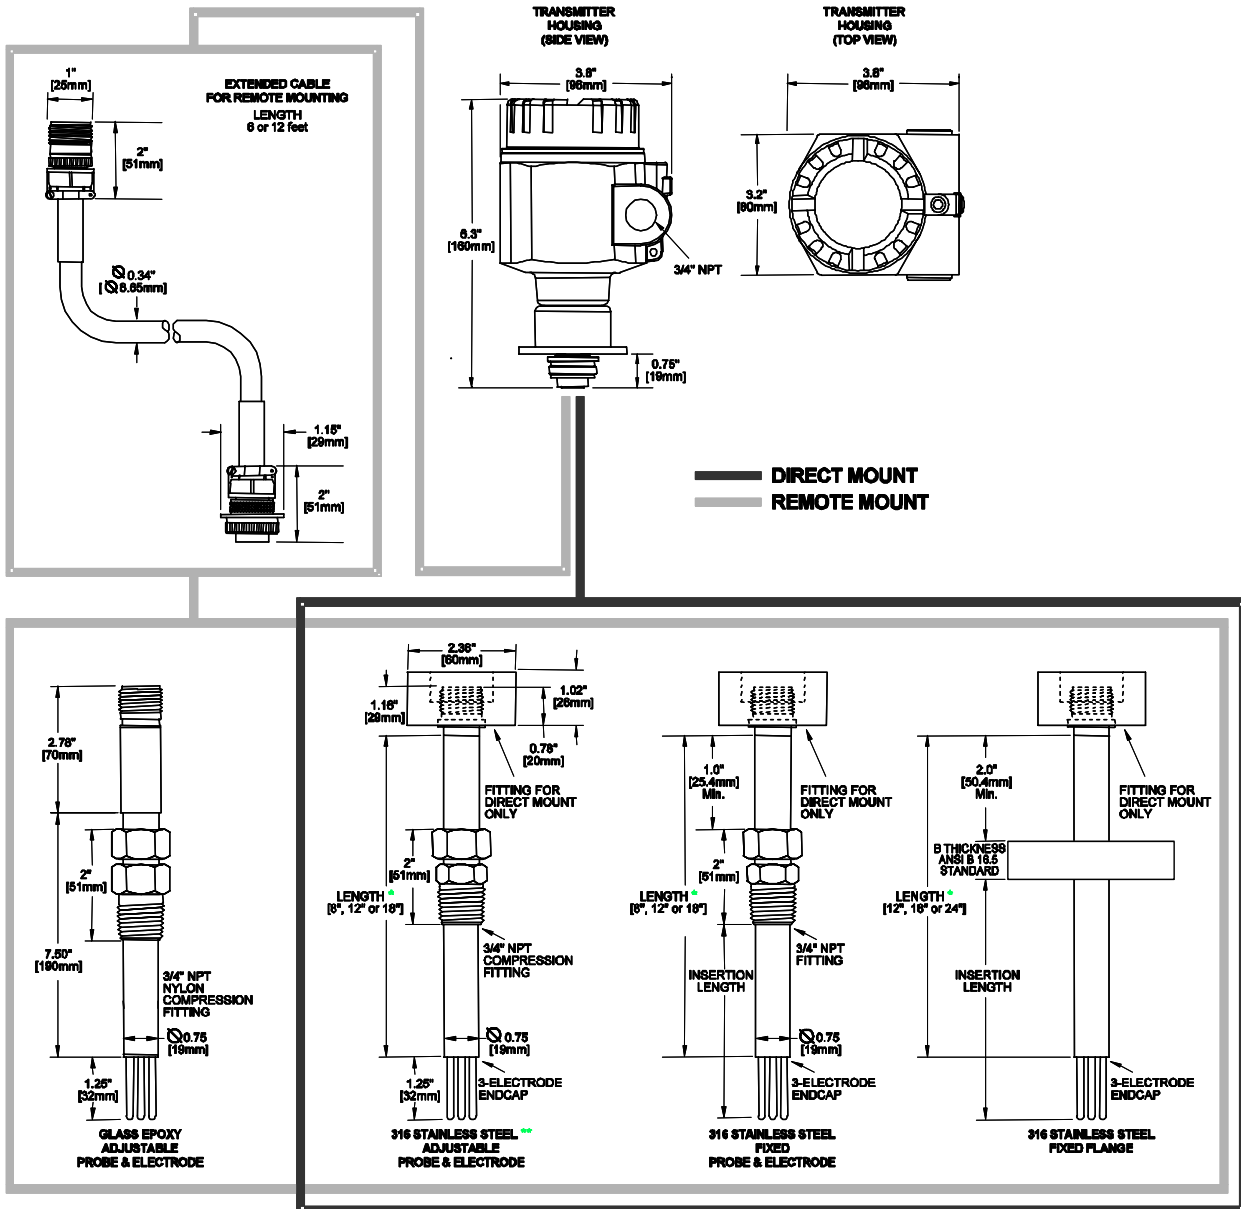 TRANSMITTER
HOUSING
(SIDE VIEW)
TRANSMITTER
HOUSING
(TOP VIEW)
1"
[25mm]
EXTENDED CABLE
FOR REMOTE MOUNTING
LENGTH
6 or 12 feet
2"
[51mm]
Ø 0.34"
[Ø8.65mm]
1.15"
[29mm]
2"
[51mm]
3.8"
[96mm]
6.3"
[160mm]
3/4" NPT
0.75"
[19mm]
3.8"
[96mm]
3.2"
[80mm]
DIRECT MOUNT
REMOTE MOUNT
2.76"
[70mm]
2"
[51mm]
7.50"
[190mm]
3/4" NPT
NYLON
COMPRESSION
FITTING
Ø0.75
[19mm]
1.25"
[32mm]
GLASS EPOXY
ADJUSTABLE
PROBE & ELECTRODE
2.36"
[60mm]
1.16"
[29mm]
1.02"
[26mm]
0.78"
[20mm]
FITTING FOR
DIRECT MOUNT
ONLY
2"
[51mm]
LENGTH *
[8", 12" or 18"]
3/4" NPT
COMPRESSION
FITTING
Ø 0.75
[19mm]
1.25"
[32mm]
3-ELECTRODE
ENDCAP
316 STAINLESS STEEL **
ADJUSTABLE
PROBE & ELECTRODE
1.0"
[25.4mm]
Min.
FITTING FOR
DIRECT MOUNT
ONLY
2"
[51mm]
LENGTH *
[8", 12" or 18"]
3/4" NPT
FITTING
INSERTION
LENGTH
Ø 0.75
[19mm]
3-ELECTRODE
ENDCAP
316 STAINLESS STEEL
FIXED
PROBE & ELECTRODE
2.0"
[50.4mm]
Min.
FITTING FOR
DIRECT MOUNT
ONLY
B THICKNESS
ANSI B 16.5
STANDARD
LENGTH *
[12", 18" or 24"]
INSERTION
LENGTH
3-ELECTRODE
ENDCAP
316 STAINLESS STEEL
FIXED FLANGE